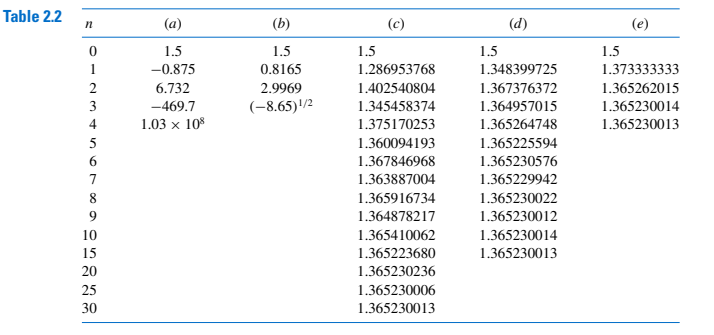 Table 2.2
n (a) (b) (c) (d) (e)
0 1.5 1.5 1.5 1.5 1.5
1 −0.875 0.8165 1.286953768 1.348399725 1.373333333
2 6.732 2.9969 1.402540804 1.367376372 1.365262015
3 −469.7 (−8.65)^1/2 1.345458374 1.364957015 1.365230014
4 1.03 × 10^8 1.375170253 1.365264748 1.365230013
5 1.360094193 1.365225594
6 1.367846968 1.365230576
7 1.363887004 1.365229942
8 1.365916734 1.365230022
9 1.364878217 1.365230012
10 1.365410062 1.365230014
15 1.365223680 1.365230013
20 1.365230236
25 1.365230006
30 1.365230013